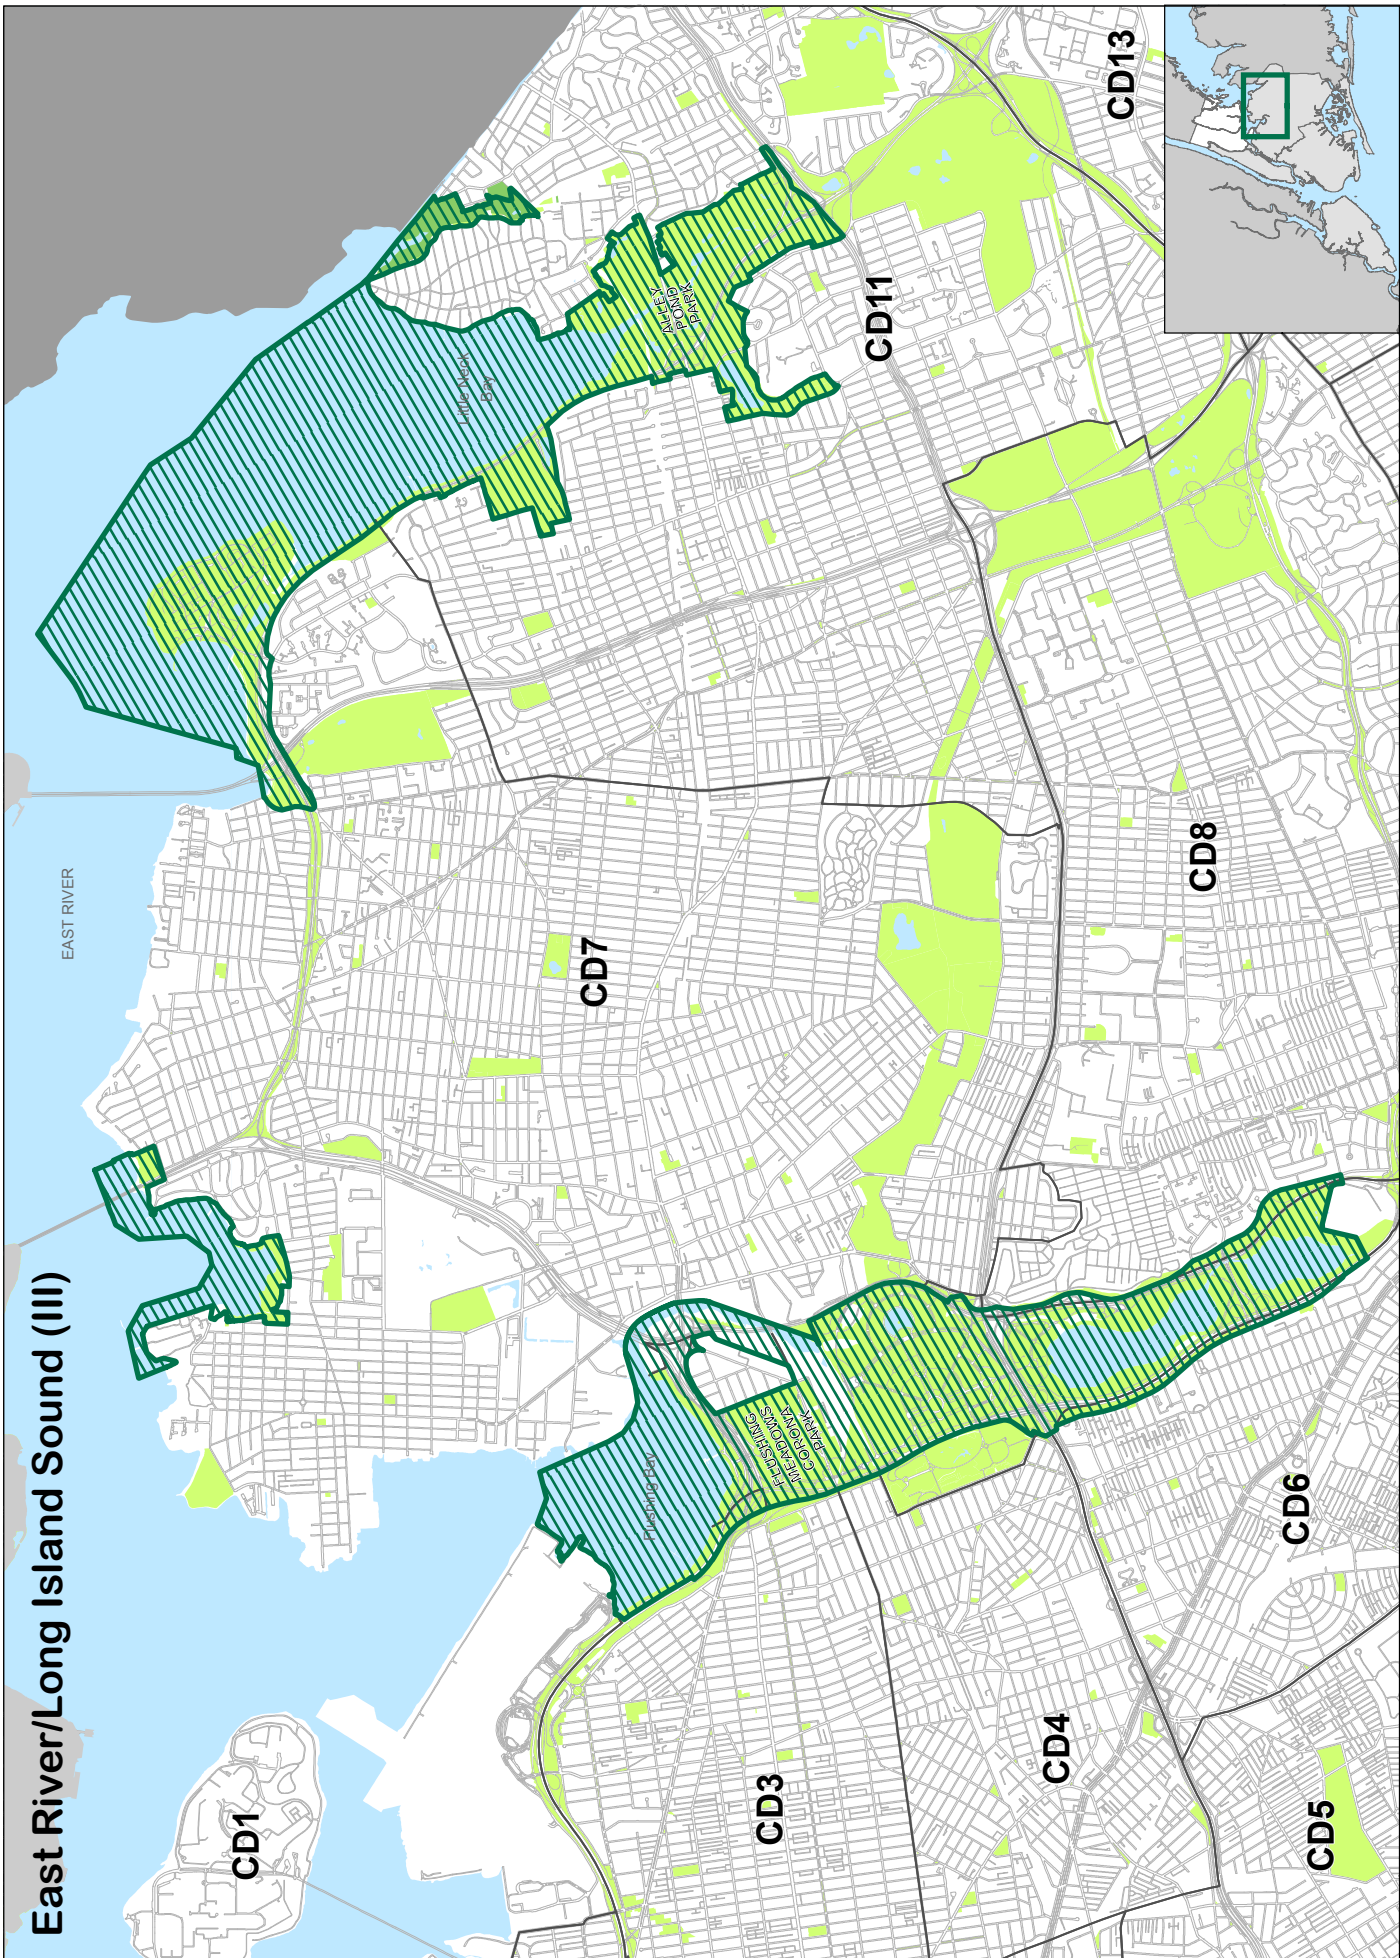 East River/Long Island Sound (III)
EAST RIVER
CD1
CD7
CD13
Little Neck
Bay
ALLEY
POND
PARK
CD11
Flushing Bay
FLUSHING
MEADOWS
CORONA
PARK
CD3
CD8
CD4
CD6
CD5